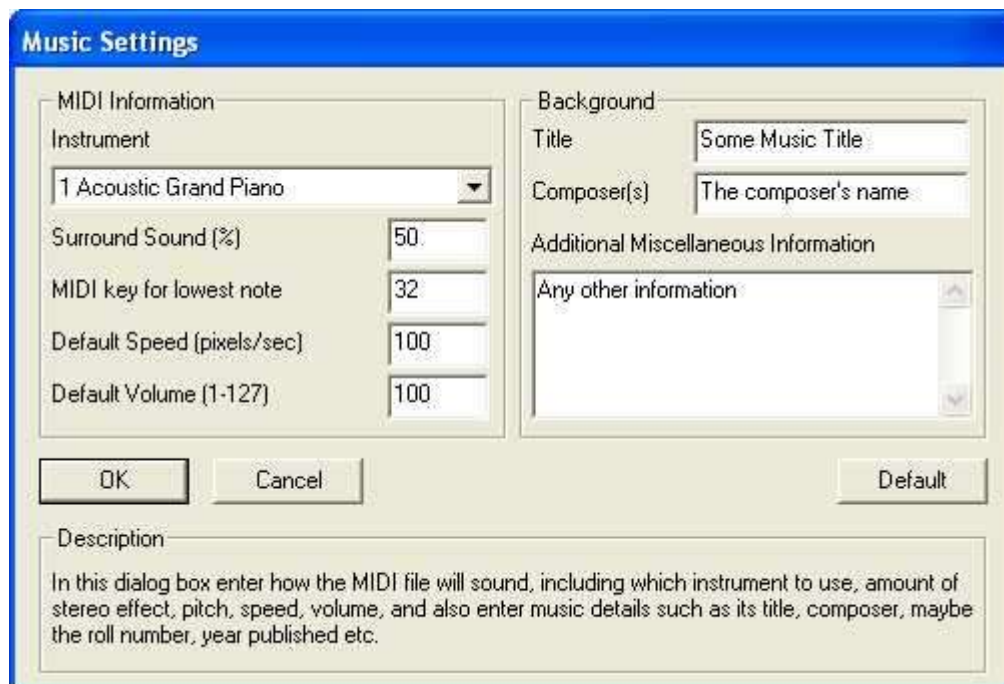 Music Settings
MIDI Information
Instrument
1 Acoustic Grand Piano
Surround Sound (%) 50
MIDI key for lowest note 32
Default Speed (pixels/sec) 100
Default Volume (1-127) 100
Background
Title Some Music Title
Composer(s) The composer's name
Additional Miscellaneous Information
Any other information
OK Cancel Default
Description
In this dialog box enter how the MIDI file will sound, including which instrument to use, amount of
stereo effect, pitch, speed, volume, and also enter music details such as its title, composer, maybe
the roll number, year published etc.